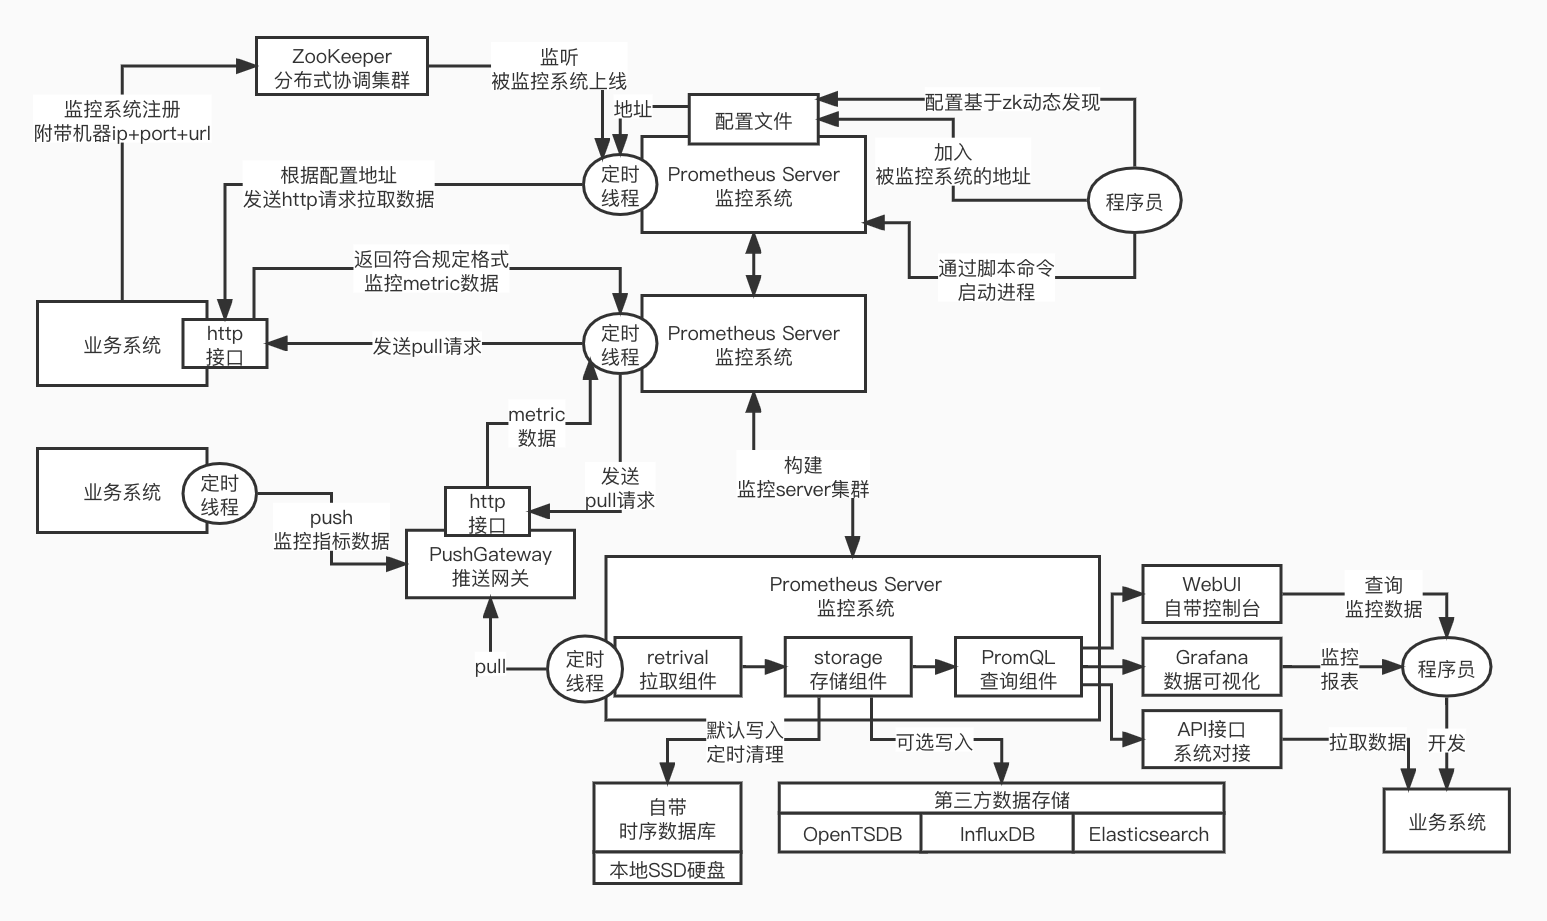 ZooKeeper
分布式协调集群
监听
被监控系统上线
监控系统注册
附带机器ip+port+url
地址
配置文件
配置基于zk动态发现
加入
被监控系统的地址
程序员
根据配置地址
发送http请求拉取数据
定时
线程
Prometheus Server
监控系统
通过脚本命令
启动进程
返回符合规定格式
监控metric数据
业务系统
http
接口
发送pull请求
定时
线程
Prometheus Server
监控系统
metric
数据
发送
pull请求
构建
监控server集群
业务系统
定时
线程
push
监控指标数据
http
接口
PushGateway
推送网关
pull
定时
线程
Prometheus Server
监控系统
retrival
拉取组件
storage
存储组件
PromQL
查询组件
WebUI
自带控制台
查询
监控数据
Grafana
数据可视化
监控
报表
程序员
API接口
系统对接
拉取数据
开发
业务系统
默认写入
定时清理
可选写入
自带
时序数据库
本地SSD硬盘
第三方数据存储
OpenTSDB
InfluxDB
Elasticsearch